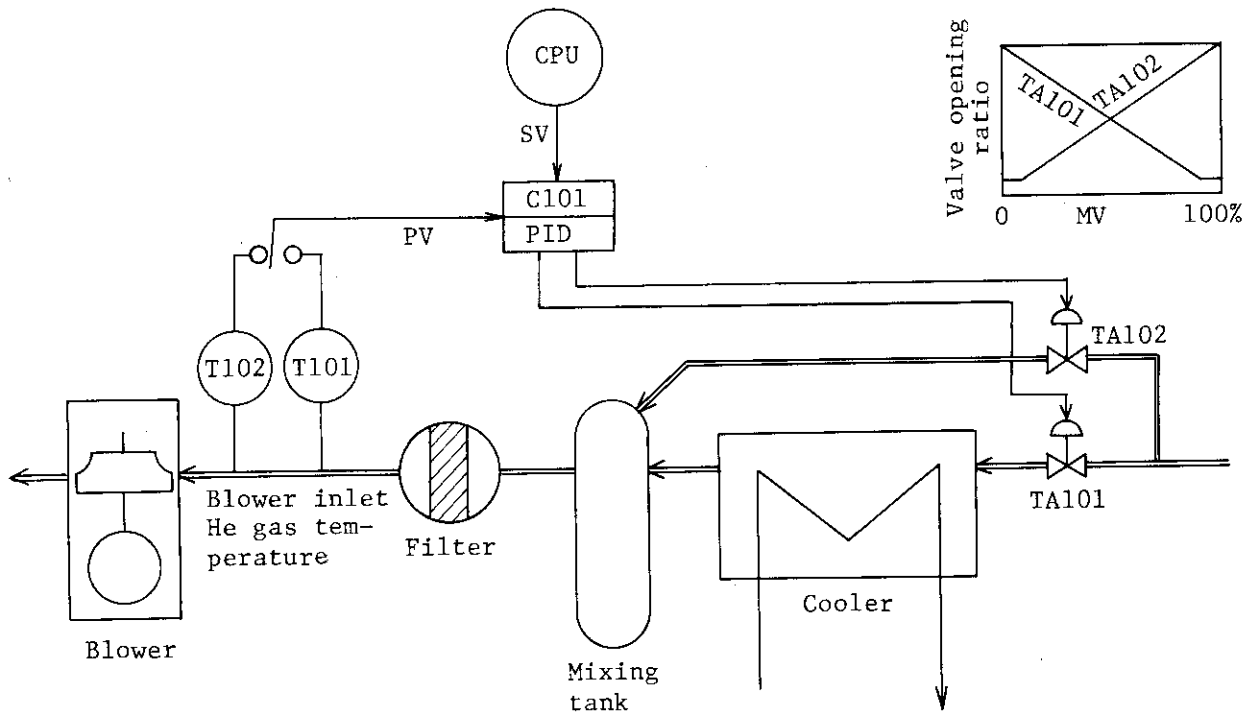 CPU
SV
C101
PID
PV
T102
T101
Valve opening
ratio
TA101
TA102
0
MV
100%
TA102
TA101
Blower inlet
He gas tem-
perature
Filter
Cooler
Blower
Mixing
tank